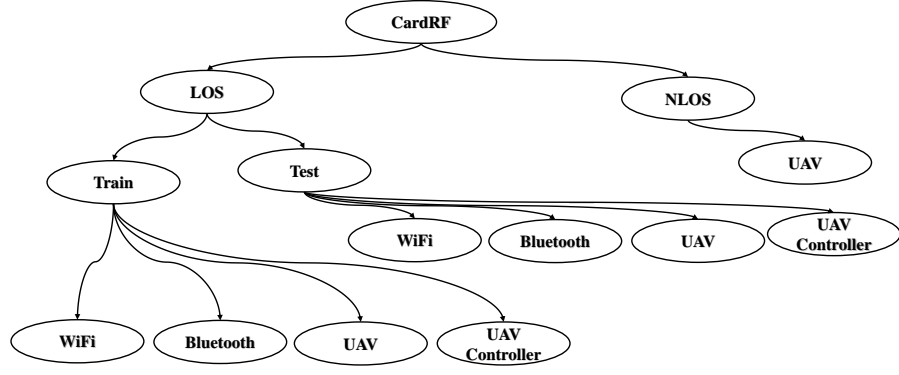 CardRF
LOS
NLOS
Train
Test
UAV
WiFi
Bluetooth
UAV
UAV
Controller
WiFi
Bluetooth
UAV
UAV
Controller